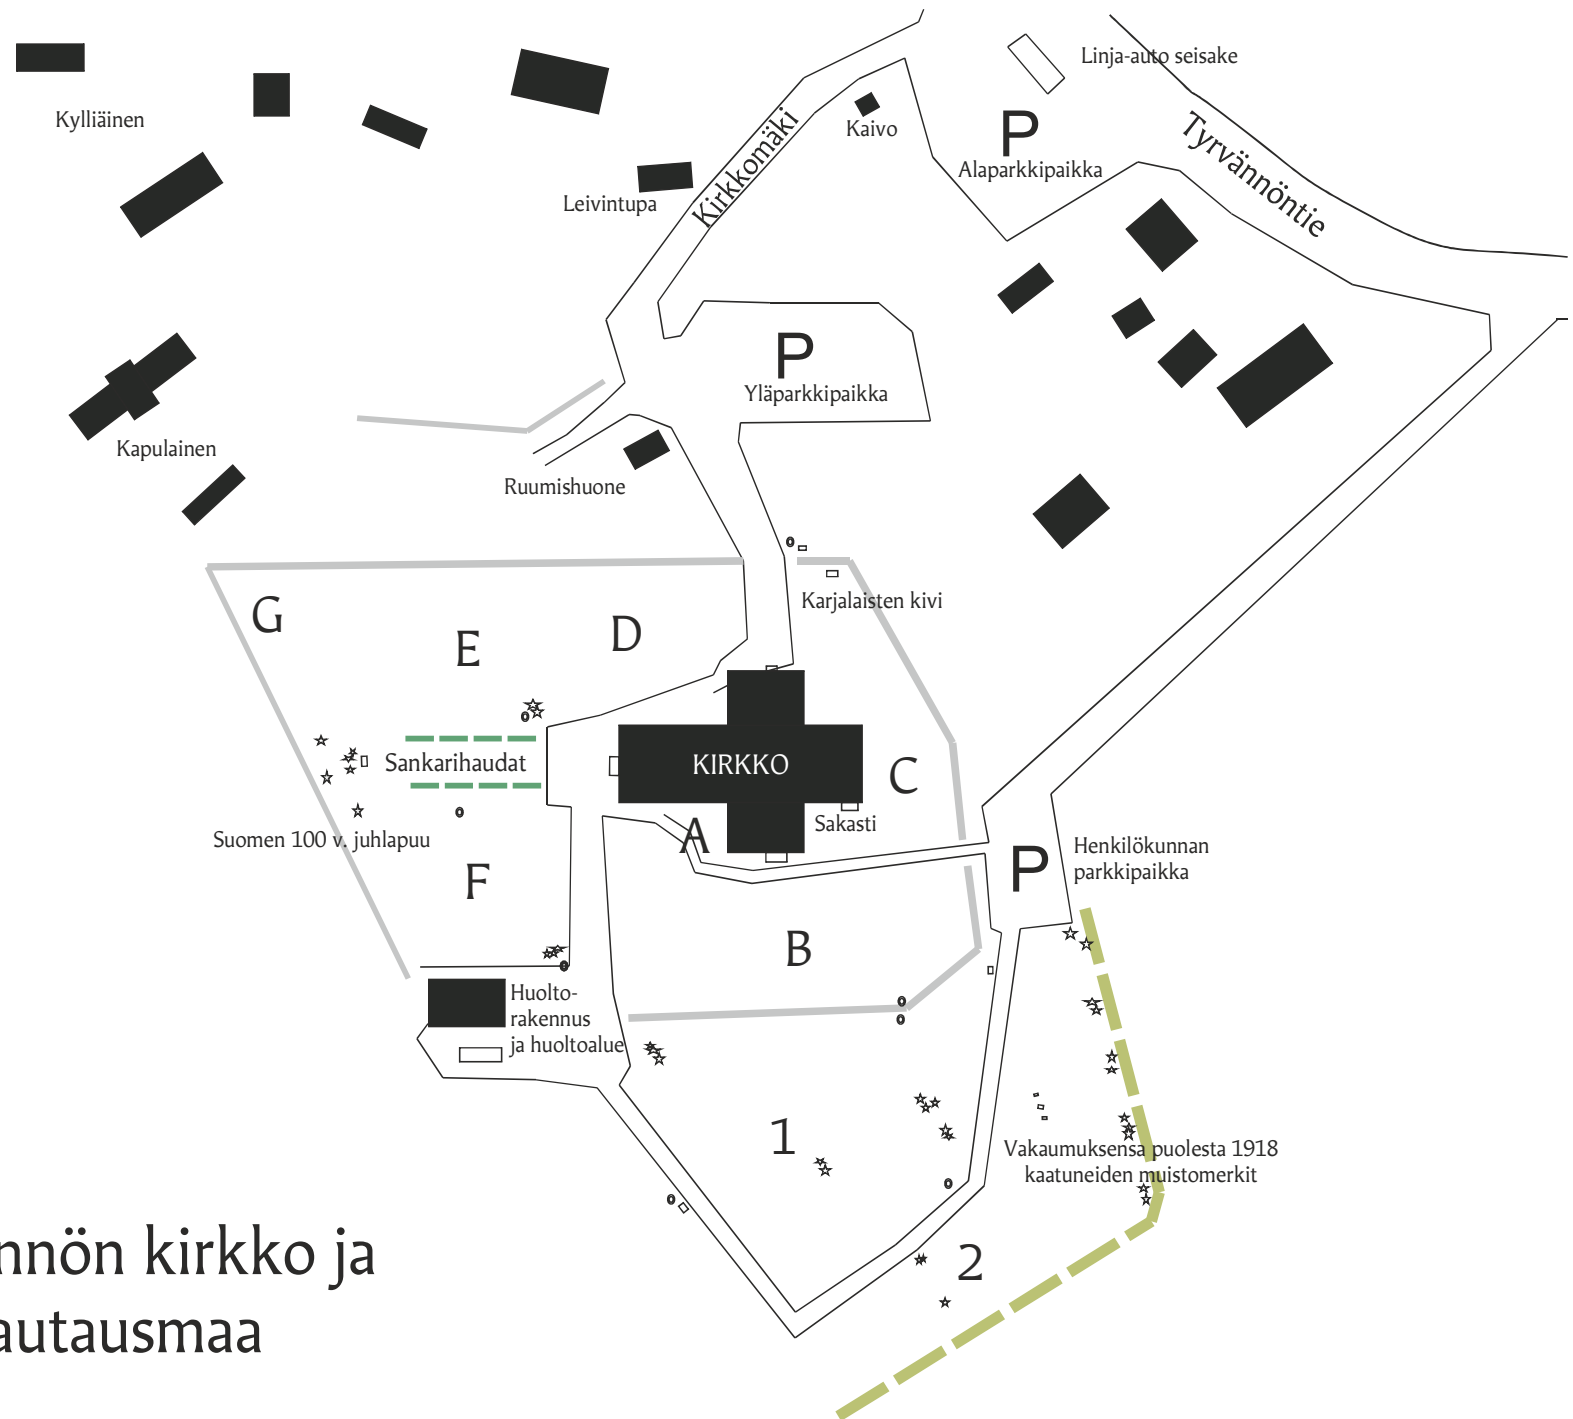 Linja-auto seisake
Kylliäinen
Kaivo
P
Alaparkkipaikka
Tyrvännöntie
Kirkkomäki
Leivintupa
P
Yläparkkipaikka
Kapulainen
Ruumishuone
Karjalaisten kivi
G
E
D
Sankarihaudat
KIRKKO
C
Sakasti
A
Suomen 100 v. juhlapuu
F
P
Henkilökunnan
parkkipaikka
B
Huolto-
rakennus
ja huoltoalue
1
Vakaumuksensa puolesta 1918
kaatuneiden muistomerkit
2
nnön kirkko ja
autausmaa